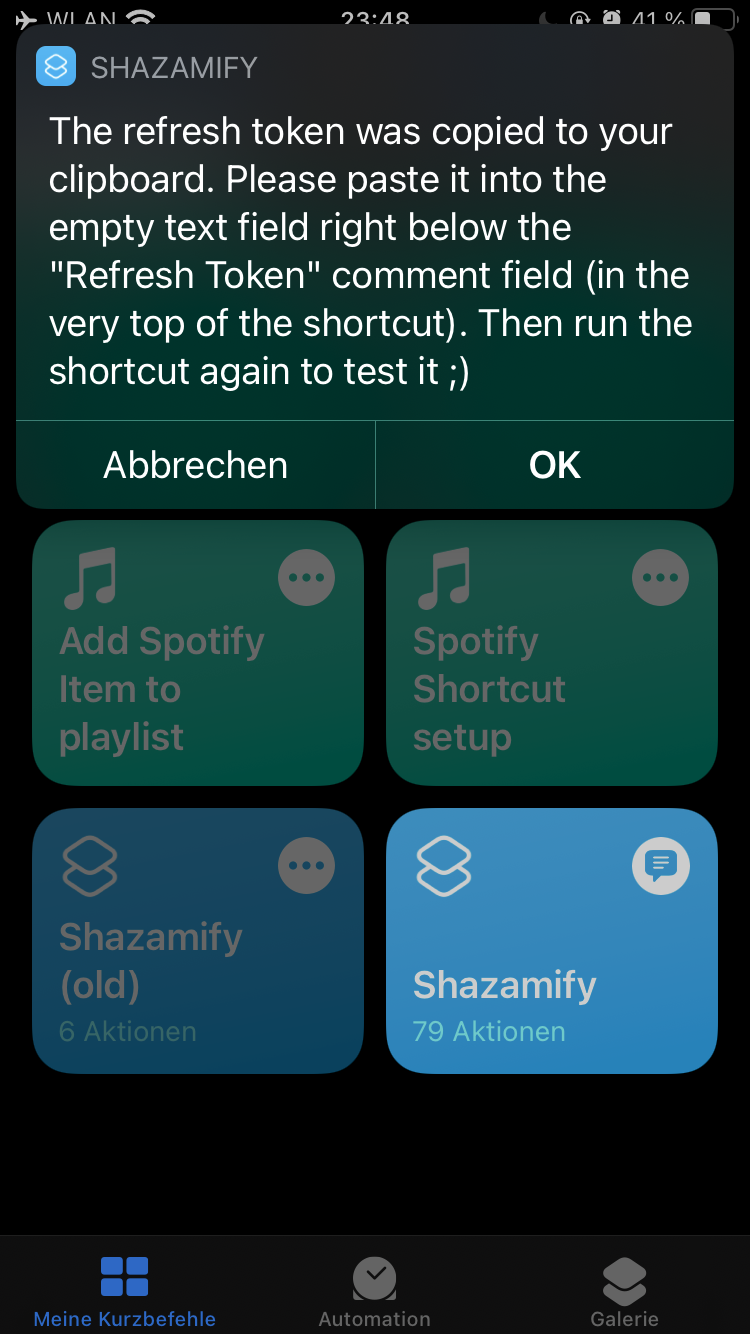 WLAN 23:48 41 %
SHAZAMIFY
The refresh token was copied to your
clipboard. Please paste it into the
empty text field right below the
"Refresh Token" comment field (in the
very top of the shortcut). Then run the
shortcut again to test it ;)
Abbrechen OK
Add Spotify
Item to
playlist
Spotify
Shortcut
setup
Shazamify
(old)
6 Aktionen
Shazamify
79 Aktionen
Meine Kurzbefehle Automation Galerie